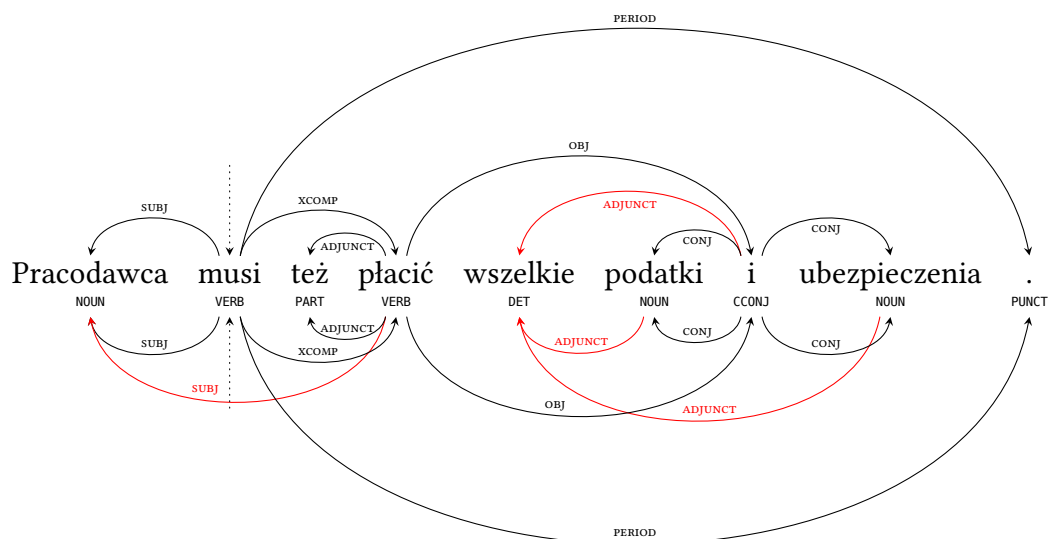 PERIOD
OBJ
SUBJ XCOMP ADJUNCT
ADJUNCT CONJ CONJ
Pracodawca musi też płacić wszelkie podatki i ubezpieczenia .
NOUN VERB PART VERB DET NOUN CCONJ NOUN PUNCT
SUBJ XCOMP ADJUNCT ADJUNCT CONJ CONJ
SUBJ OBJ ADJUNCT
PERIOD